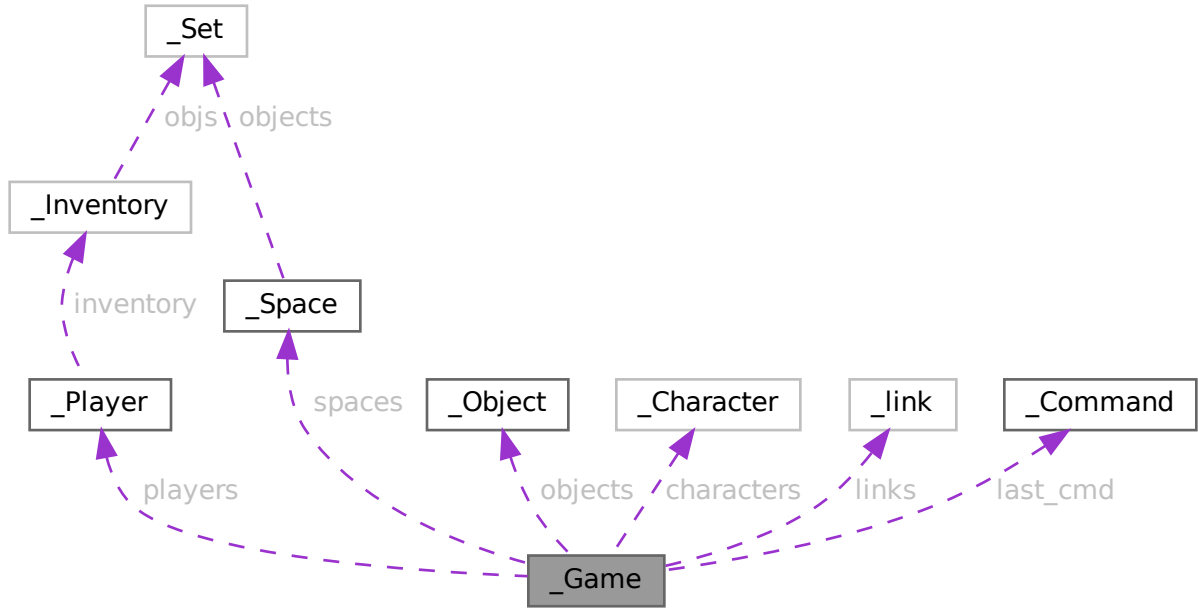 _Set
objs
objects
_Inventory
inventory
_Space
_Player
spaces
_Object
_Character
_link
_Command
players
objects
characters
links
last_cmd
_Game